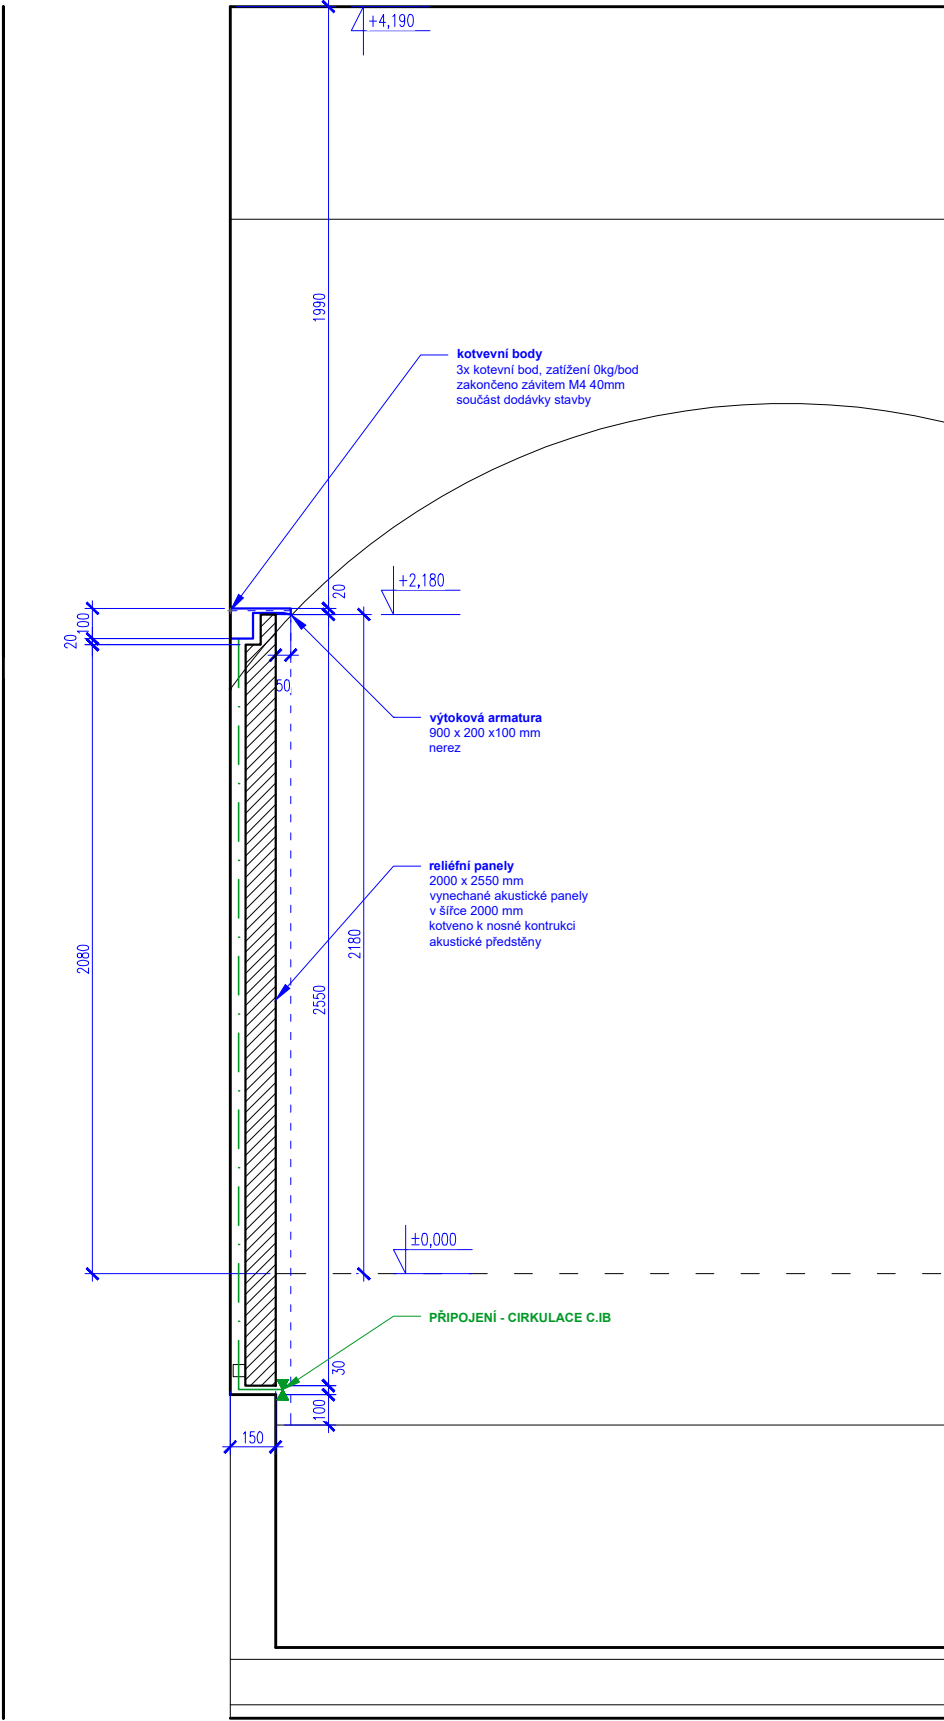 +4,190
1990
kotvevní body
3x kotevní bod, zatížení 0kg/bod
zakončeno závitem M4 40mm
součást dodávky stavby
20
+2,180
100
20
50
výtoková armatura
900 x 200 x100 mm
nerez
reliéfní panely
2000 x 2550 mm
vynechané akustické panely
v šířce 2000 mm
kotveno k nosné kontrukci
akustické předstěny
2080
2180
2550
±0,000
PŘIPOJENÍ - CIRKULACE C.IB
30
100
150